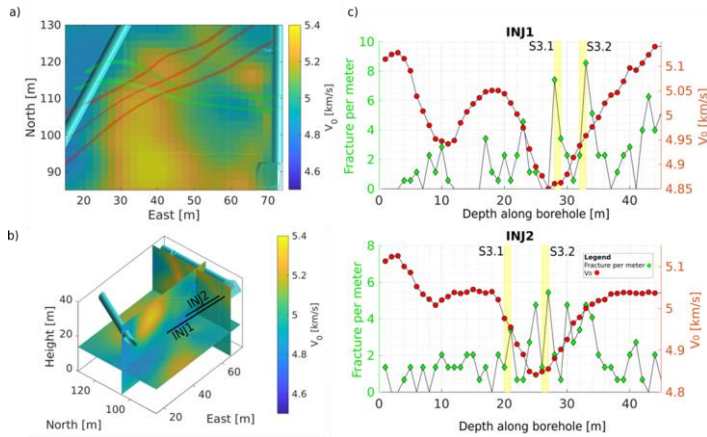 a)
130
120
110
100
90
North [m]
20 30 40 50 60 70
East [m]
5.4
5.2
5
4.8
4.6
V0 [km/s]
b)
40
20
0
Height [m]
120
100
North [m]
20
40
60
East [m]
INJ2
INJ1
5.4
5.2
5
4.8
4.6
V0 [km/s]
c)
INJ1
S3.1 S3.2
10
8
6
4
2
0
Fracture per meter
5.1
5.05
5
4.95
4.9
4.85
V0 [km/s]
0 10 20 30 40
Depth along borehole [m]
INJ2
S3.1 S3.2
Legend
Fracture per meter
V0
8
6
4
2
0
Fracture per meter
5.1
5
4.9
4.8
V0 [km/s]
0 10 20 30 40
Depth along borehole [m]